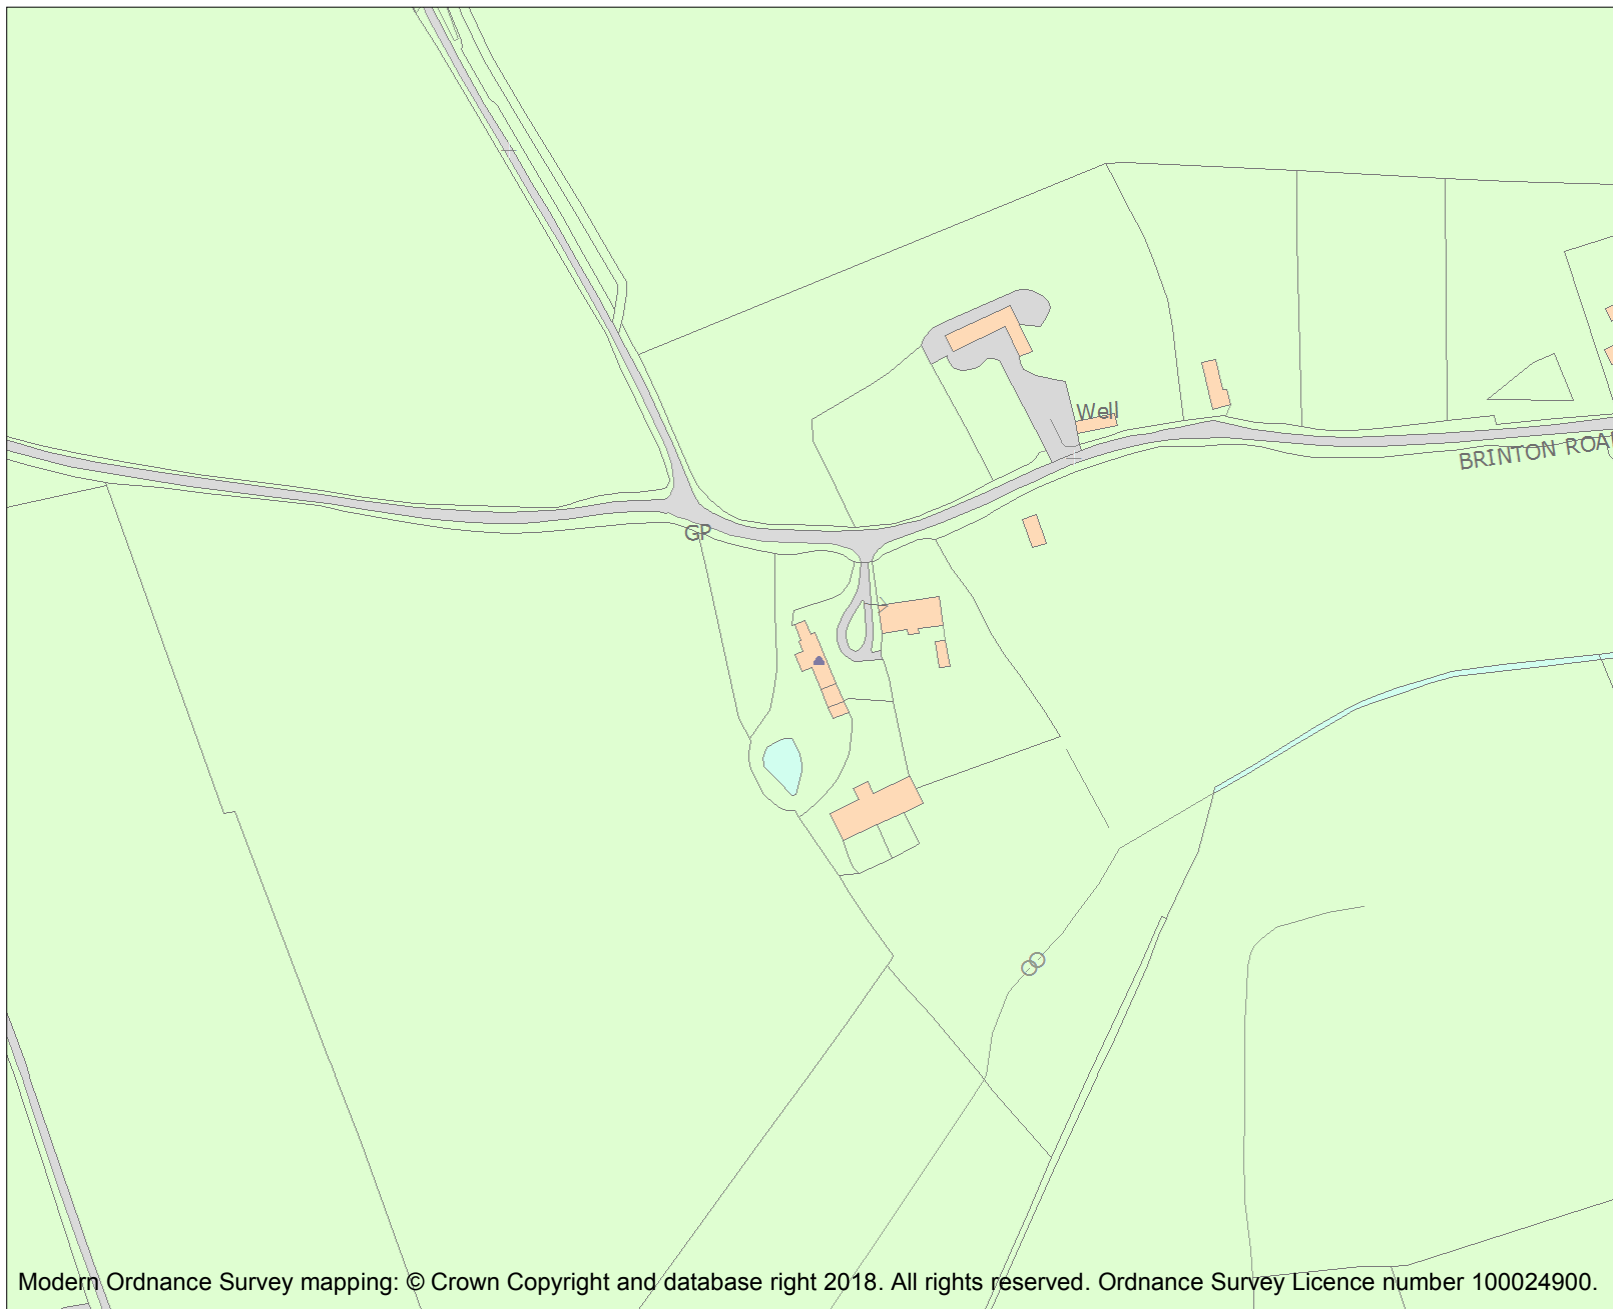 Well
BRINTON ROA
GP
Modern Ordnance Survey mapping: © Crown Copyright and database right 2018. All rights reserved. Ordnance Survey Licence number 100024900.